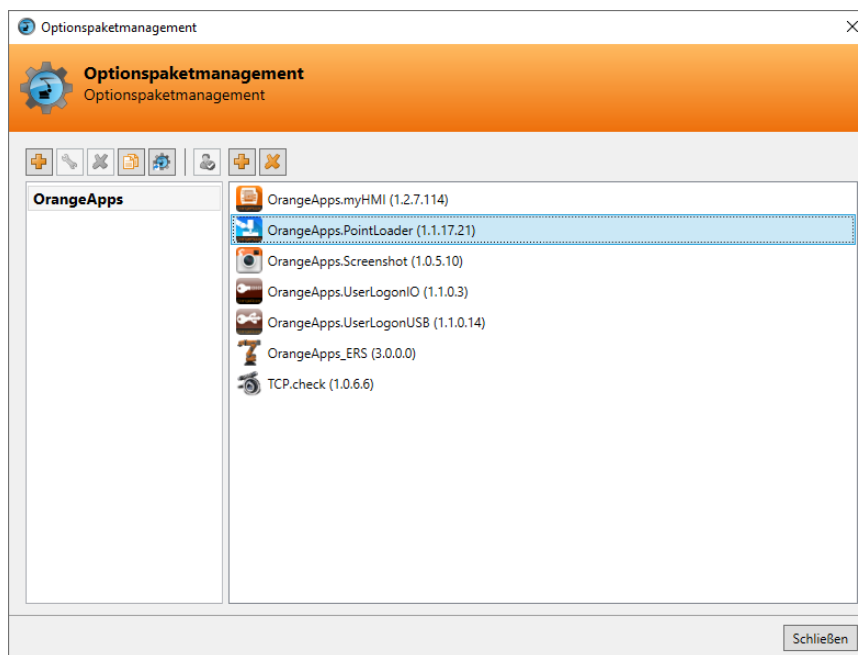 Optionspaketmanagement
Optionspaketmanagement
Optionspaketmanagement
OrangeApps
OrangeApps.myHMI (1.2.7.114)
OrangeApps.PointLoader (1.1.17.21)
OrangeApps.Screenshot (1.0.5.10)
OrangeApps.UserLogonIO (1.1.0.3)
OrangeApps.UserLogonUSB (1.1.0.14)
OrangeApps_ERS (3.0.0.0)
TCP.check (1.0.6.6)
Schließen